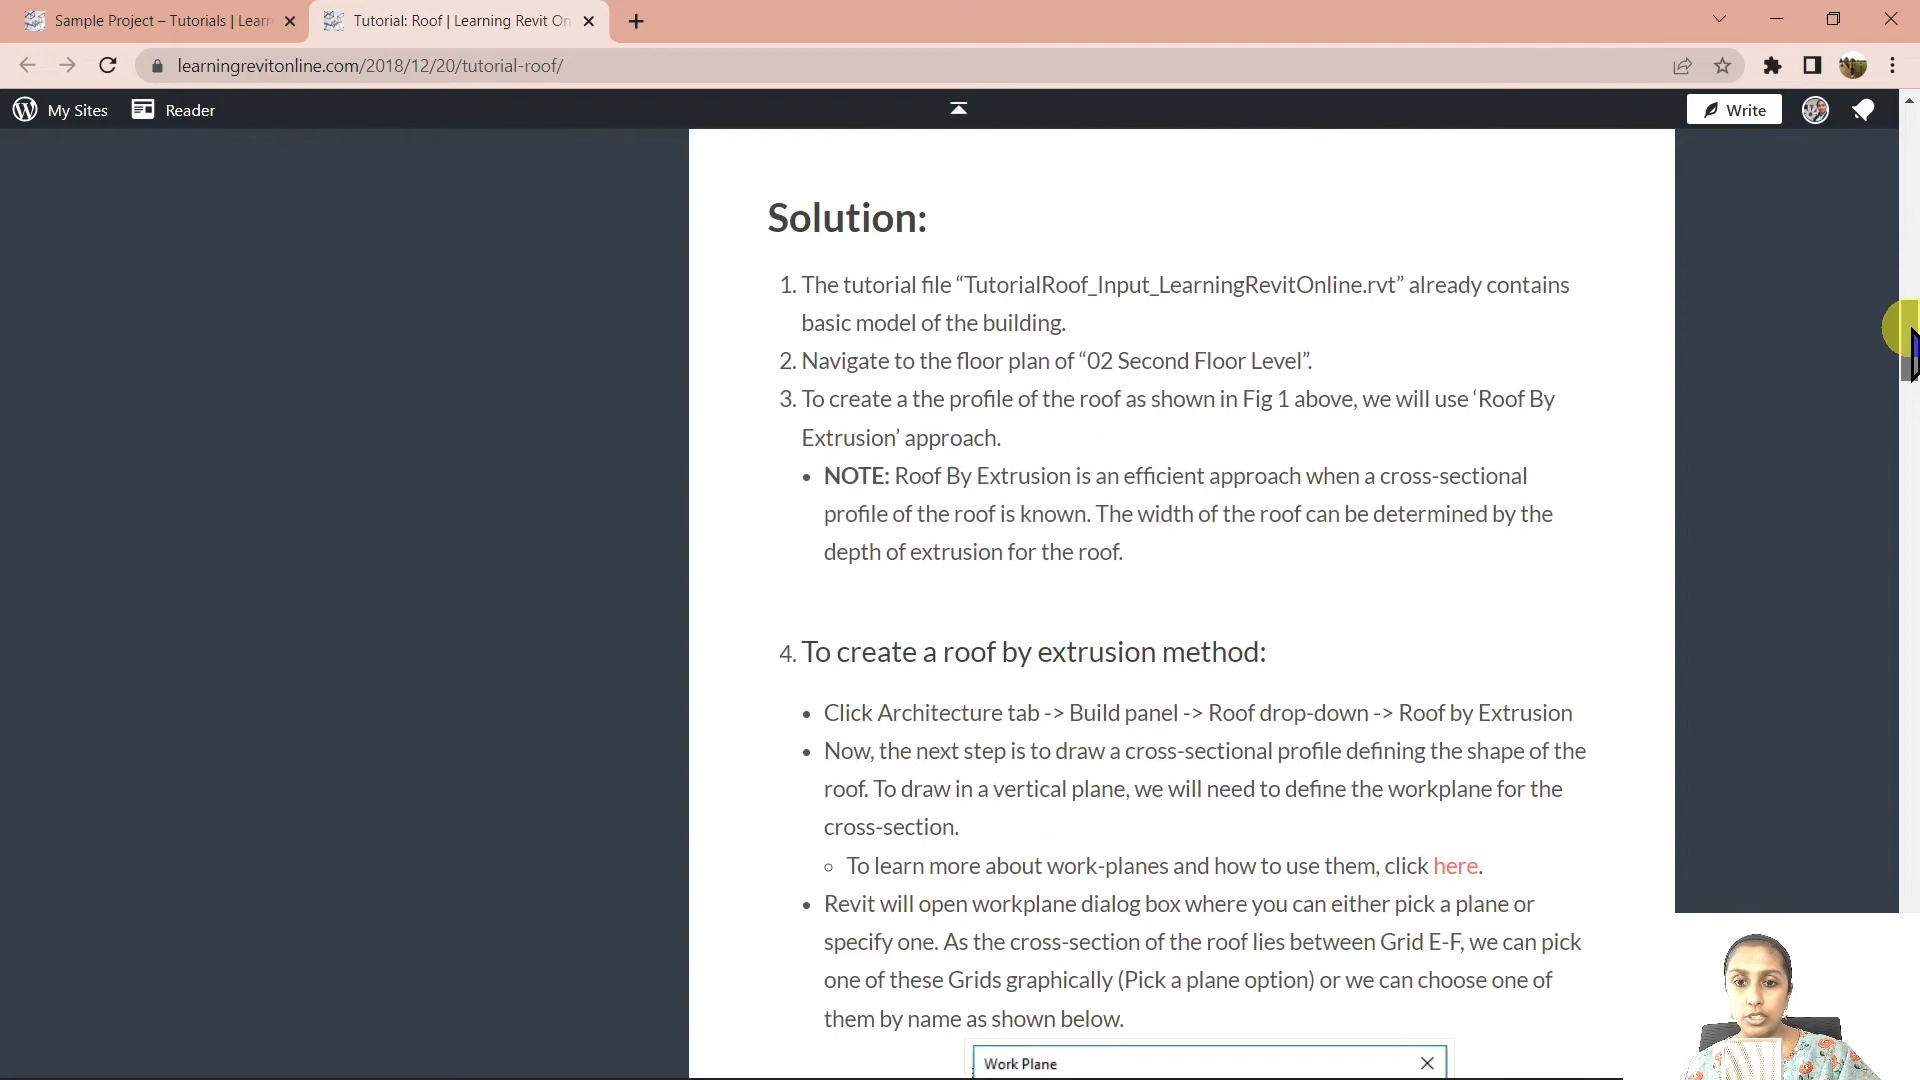 Sample Project – Tutorials | Learn
Tutorial: Roof | Learning Revit On
learningrevitonline.com/2018/12/20/tutorial-roof/
My Sites
Reader
Write
Solution:
1. The tutorial file “TutorialRoof_Input_LearningRevitOnline.rvt” already contains
basic model of the building.
2. Navigate to the floor plan of “02 Second Floor Level”.
3. To create a the profile of the roof as shown in Fig 1 above, we will use ‘Roof By
Extrusion’ approach.
• NOTE: Roof By Extrusion is an efficient approach when a cross-sectional
profile of the roof is known. The width of the roof can be determined by the
depth of extrusion for the roof.
4. To create a roof by extrusion method:
• Click Architecture tab -> Build panel -> Roof drop-down -> Roof by Extrusion
• Now, the next step is to draw a cross-sectional profile defining the shape of the
roof. To draw in a vertical plane, we will need to define the workplane for the
cross-section.
◦ To learn more about work-planes and how to use them, click here.
• Revit will open workplane dialog box where you can either pick a plane or
specify one. As the cross-section of the roof lies between Grid E-F, we can pick
one of these Grids graphically (Pick a plane option) or we can choose one of
them by name as shown below.
Work Plane